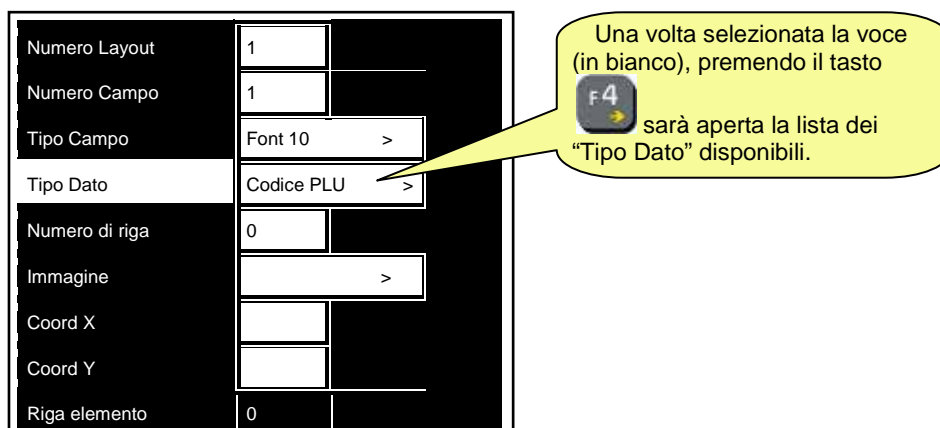 Numero Layout 1
Numero Campo 1
Tipo Campo Font 10 >
Tipo Dato Codice PLU >
Numero di riga 0
Immagine >
Coord X
Coord Y
Riga elemento 0
Una volta selezionata la voce
(in bianco), premendo il tasto
F4
sarà aperta la lista dei
“Tipo Dato” disponibili.